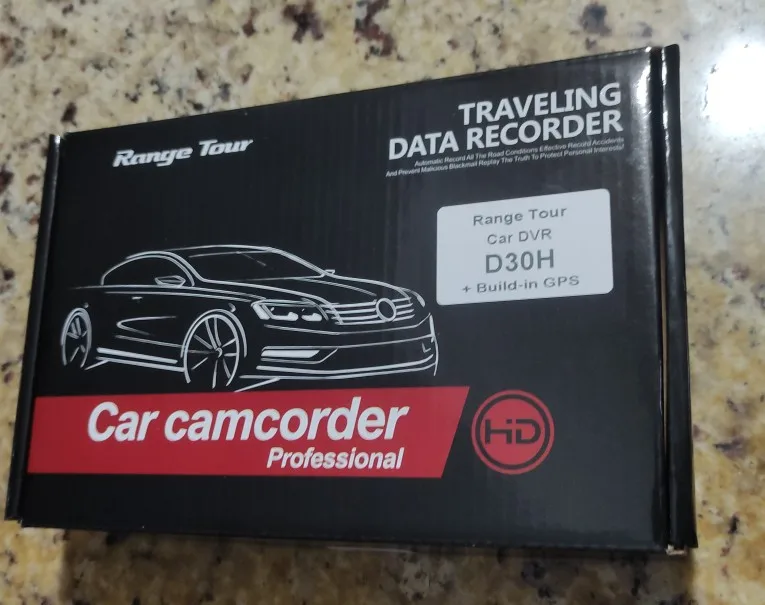 Range Tour
TRAVELING
DATA RECORDER
Automatic Record All The Road Conditions Effective Record Accidents
And Prevent Malicious Blackmail Replay The Truth To Protect Personal Interests!
Range Tour
Car DVR
D30H
+ Build-in GPS
Car camcorder
Professional
HD